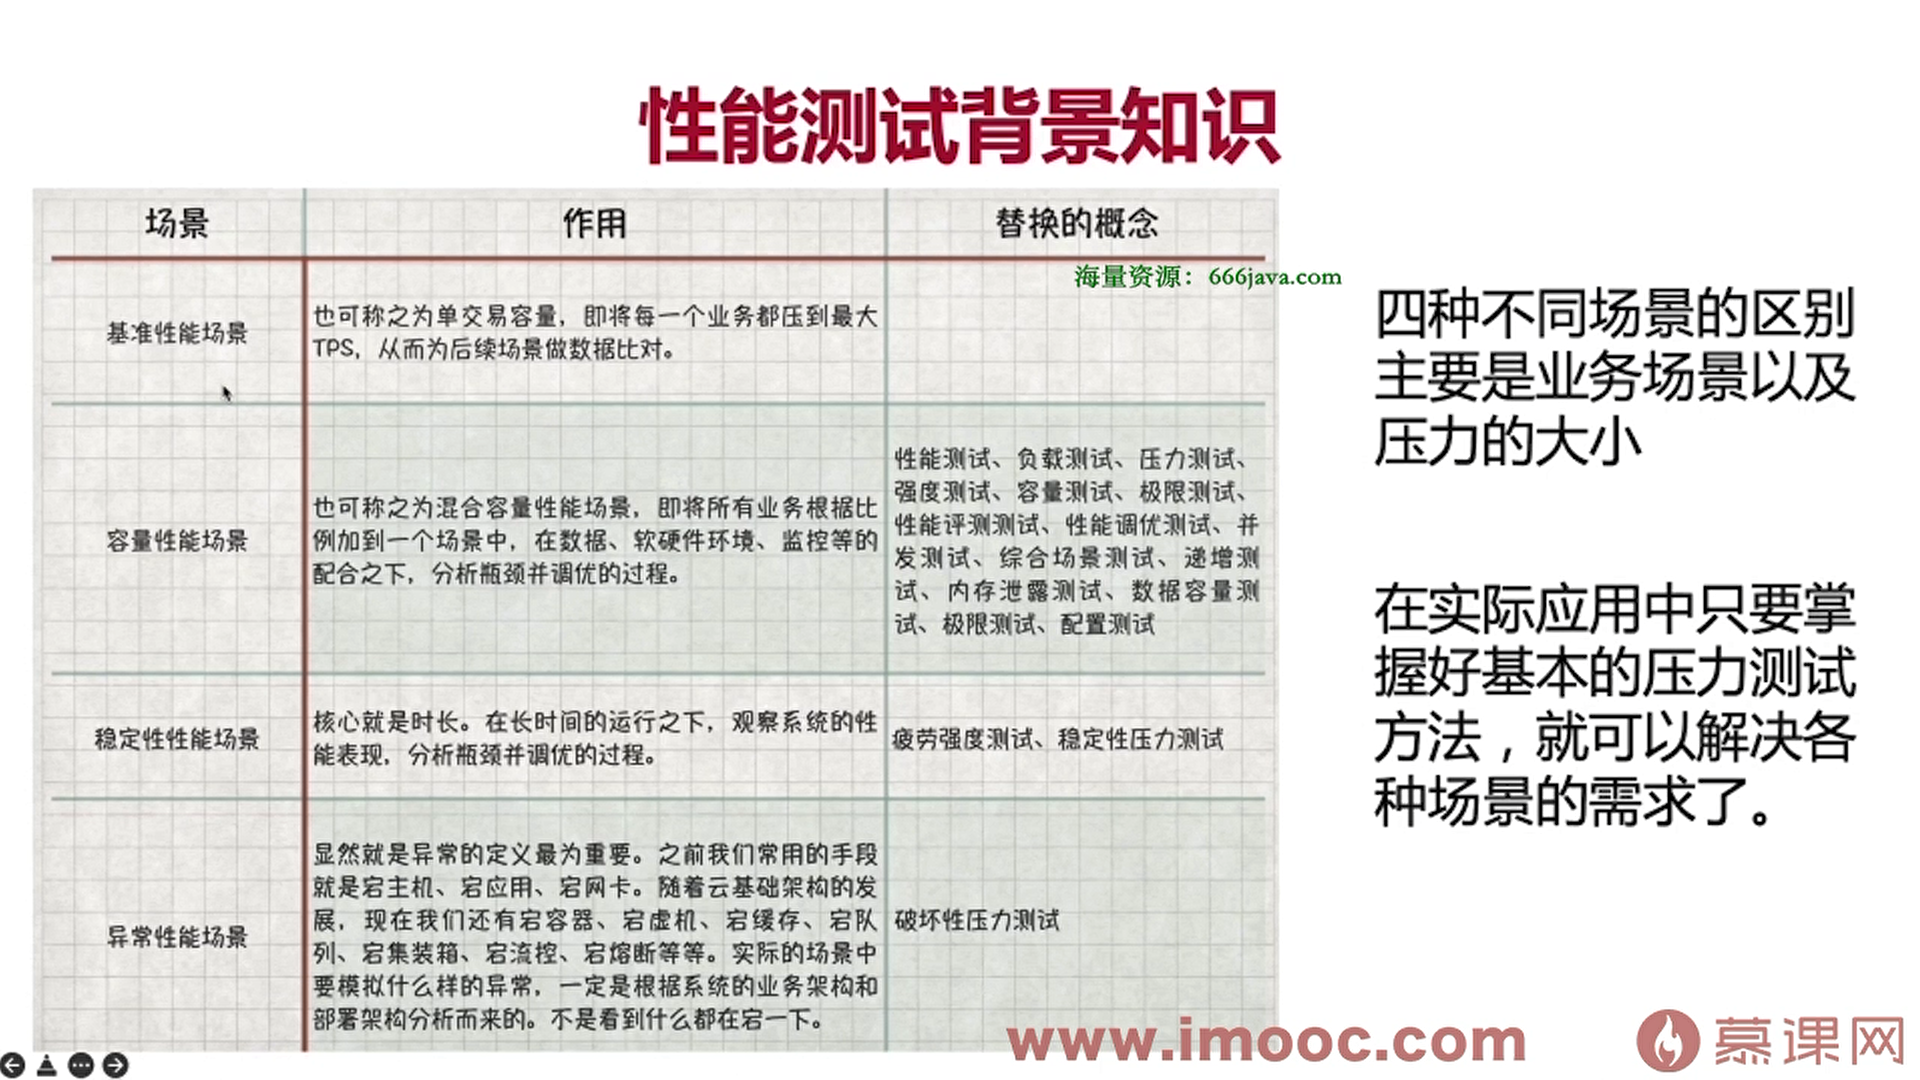 性能测试背景知识
场景
作用
替换的概念
海量资源：666java.com
基准性能场景
也可称之为单交易容量，即将每一个业务都压到最大
TPS，从而为后续场景做数据比对。
容量性能场景
也可称之为混合容量性能场景，即将所有业务根据比
例加到一个场景中，在数据、软硬件环境、监控等的
配合之下，分析瓶颈并调优的过程。
性能测试、负载测试、压力测试、
强度测试、容量测试、极限测试、
性能评测测试、性能调优测试、并
发测试、综合场景测试、递增测
试、内存泄露测试、数据容量测
试、极限测试、配置测试
稳定性性能场景
核心就是时长。在长时间的运行之下，观察系统的性
能表现，分析瓶颈并调优的过程。
疲劳强度测试、稳定性压力测试
异常性能场景
显然就是异常的定义最为重要。之前我们常用的手段
就是宕主机、宕应用、宕网卡。随着云基础架构的发
展，现在我们还有宕容器、宕虚机、宕缓存、宕队
列、宕集装箱、宕流控、宕熔断等等。实际的场景中
要模拟什么样的异常，一定是根据系统的业务架构和
部署架构分析而来的。不是看到什么都在宕一下。
破坏性压力测试
四种不同场景的区别
主要是业务场景以及
压力的大小
在实际应用中只要掌
握好基本的压力测试
方法，就可以解决各
种场景的需求了。
www.imooc.com
慕课网